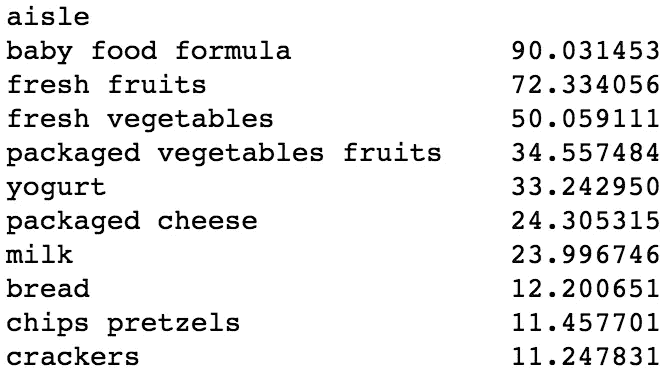 aisle
baby food formula 90.031453
fresh fruits 72.334056
fresh vegetables 50.059111
packaged vegetables fruits 34.557484
yogurt 33.242950
packaged cheese 24.305315
milk 23.996746
bread 12.200651
chips pretzels 11.457701
crackers 11.247831